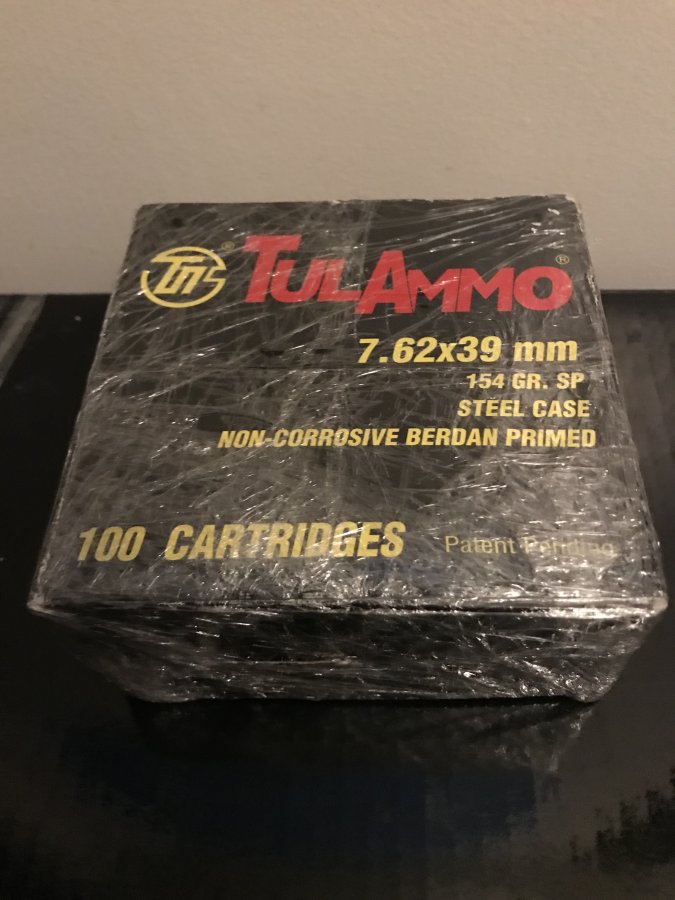 TULAMMO®
7.62x39 mm
154 GR. SP
STEEL CASE
NON-CORROSIVE BERDAN PRIMED
100 CARTRIDGES
Patent Pending